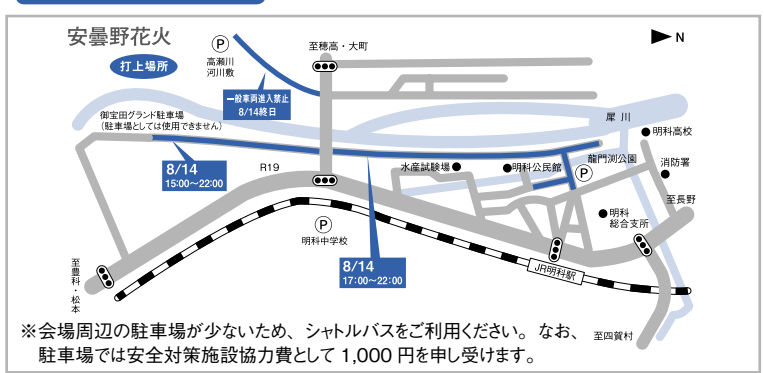 安曇野花火
打上場所
P
高瀬川
河川敷
一般車両進入禁止
8/14終日
至穂高・大町
N
御宝田グランド駐車場
(駐車場としては使用できません)
8/14
15:00〜22:00
R19
水産試験場
明科公民館
犀川
明科高校
龍門渕公園
P
消防署
至長野
明科
総合支所
P
明科中学校
8/14
17:00〜22:00
JR明科駅
至豊科・松本
至四賀村
※会場周辺の駐車場が少ないため、シャトルバスをご利用ください。なお、
駐車場では安全対策施設協力費として 1,000 円を申し受けます。